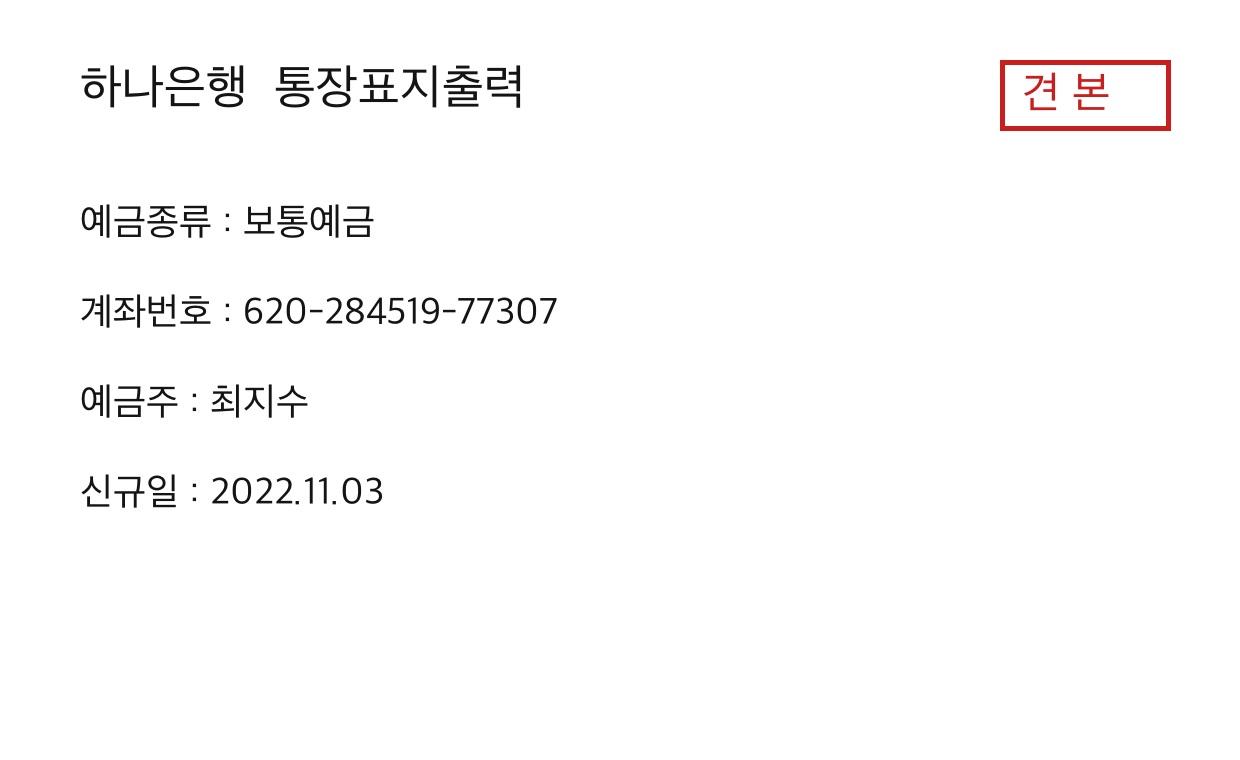 하나은행 통장표지출력
견 본
예금종류 : 보통예금
계좌번호 : 620-284519-77307
예금주 : 최지수
신규일 : 2022.11.03